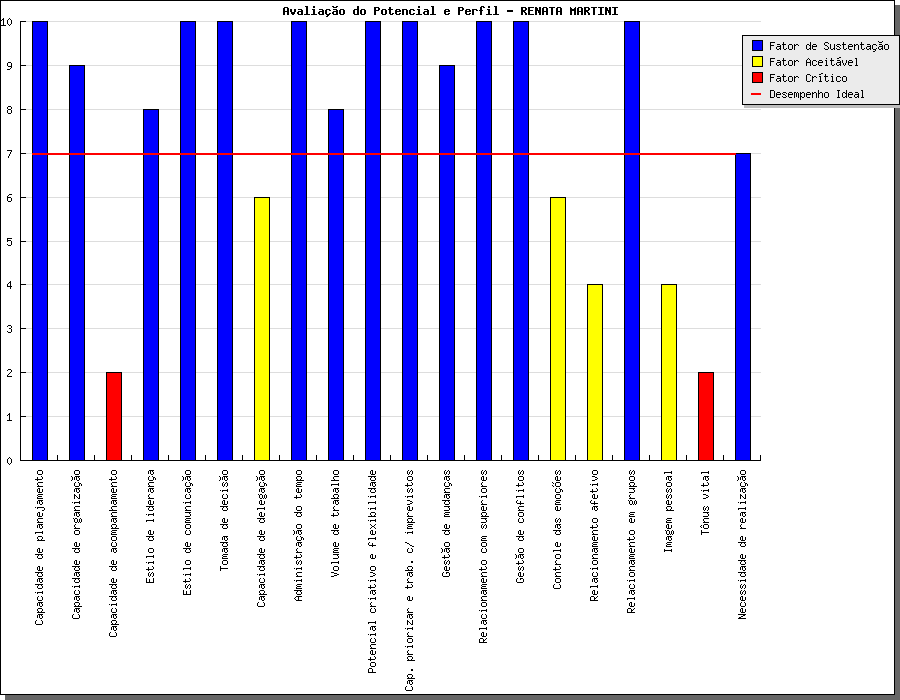 Avaliação do Potencial e Perfil - RENATA MARTINI
Fator de Sustentação
Fator Aceitável
Fator Crítico
Desempenho Ideal
10
9
8
7
6
5
4
3
2
1
0
Capacidade de planejamento
Capacidade de organização
Capacidade de acompanhamento
Estilo de liderança
Estilo de comunicação
Tomada de decisão
Capacidade de delegação
Administração do tempo
Volume de trabalho
Potencial criativo e flexibilidade
Cap. priorizar e trab. c/ imprevistos
Gestão de mudanças
Relacionamento com superiores
Gestão de conflitos
Controle das emoções
Relacionamento afetivo
Relacionamento em grupos
Imagem pessoal
Tônus vital
Necessidade de realização